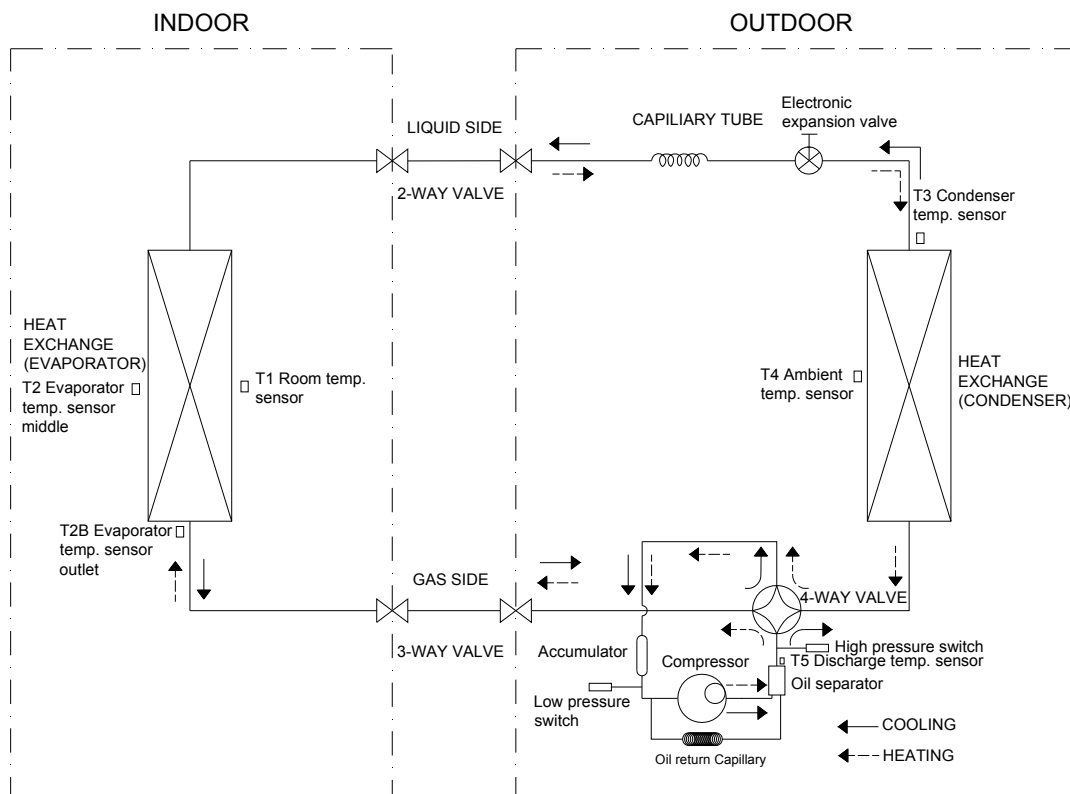 INDOOR
OUTDOOR
LIQUID SIDE
2-WAY VALVE
CAPILIARY TUBE
Electronic
expansion valve
T3 Condenser
temp. sensor
HEAT
EXCHANGE
(EVAPORATOR)
T2 Evaporator
temp. sensor
middle
T1 Room temp.
sensor
T4 Ambient
temp. sensor
HEAT
EXCHANGE
(CONDENSER)
T2B Evaporator
temp. sensor
outlet
GAS SIDE
3-WAY VALVE
4-WAY VALVE
Accumulator
Compressor
High pressure switch
T5 Discharge temp. sensor
Oil separator
Low pressure
switch
Oil return Capillary
COOLING
HEATING